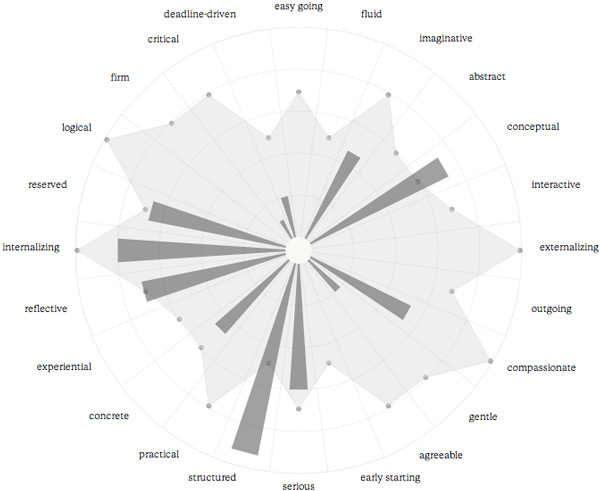 easy going
deadline-driven
fluid
critical
imaginative
firm
abstract
logical
conceptual
reserved
interactive
internalizing
externalizing
reflective
outgoing
experiential
compassionate
concrete
gentle
practical
agreeable
structured
early starting
serious